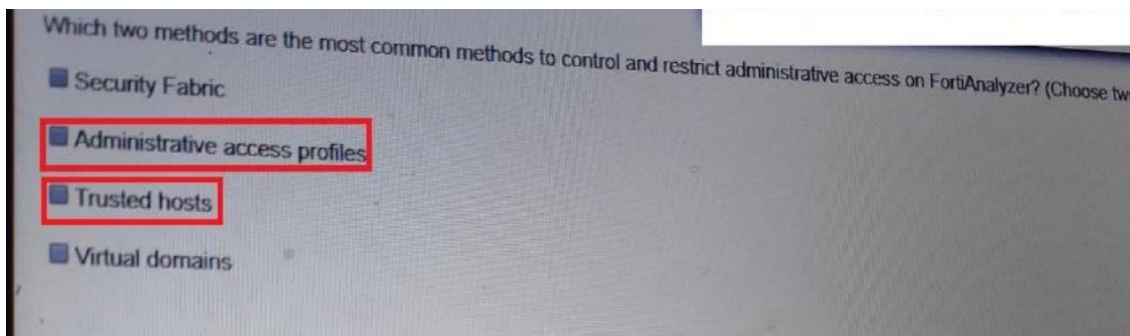 Which two methods are the most common methods to control and restrict administrative access on FortiAnalyzer? (Choose tw
Security Fabric
Administrative access profiles
Trusted hosts
Virtual domains